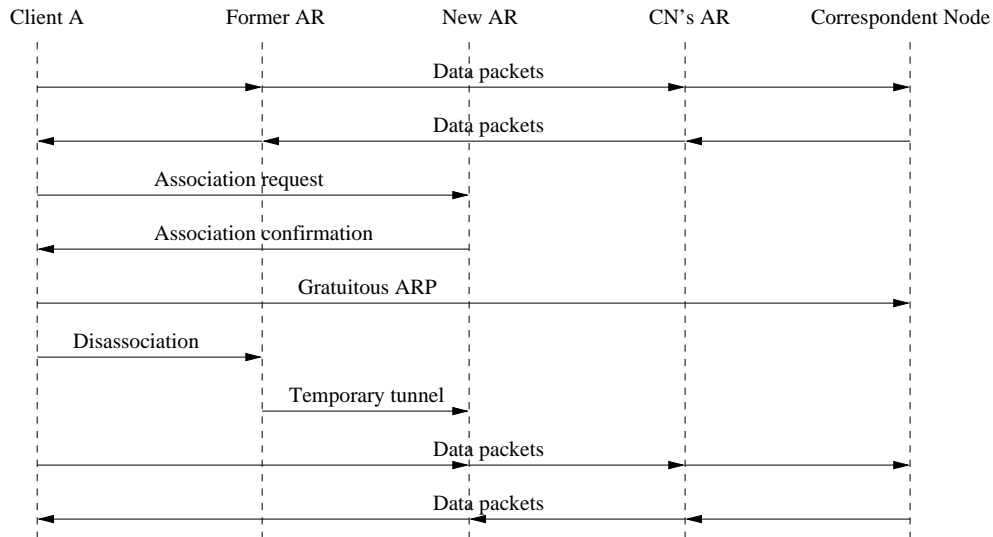 Client A
Former AR
New AR
CN's AR
Correspondent Node
Data packets
Data packets
Association request
Association confirmation
Gratuitous ARP
Disassociation
Temporary tunnel
Data packets
Data packets